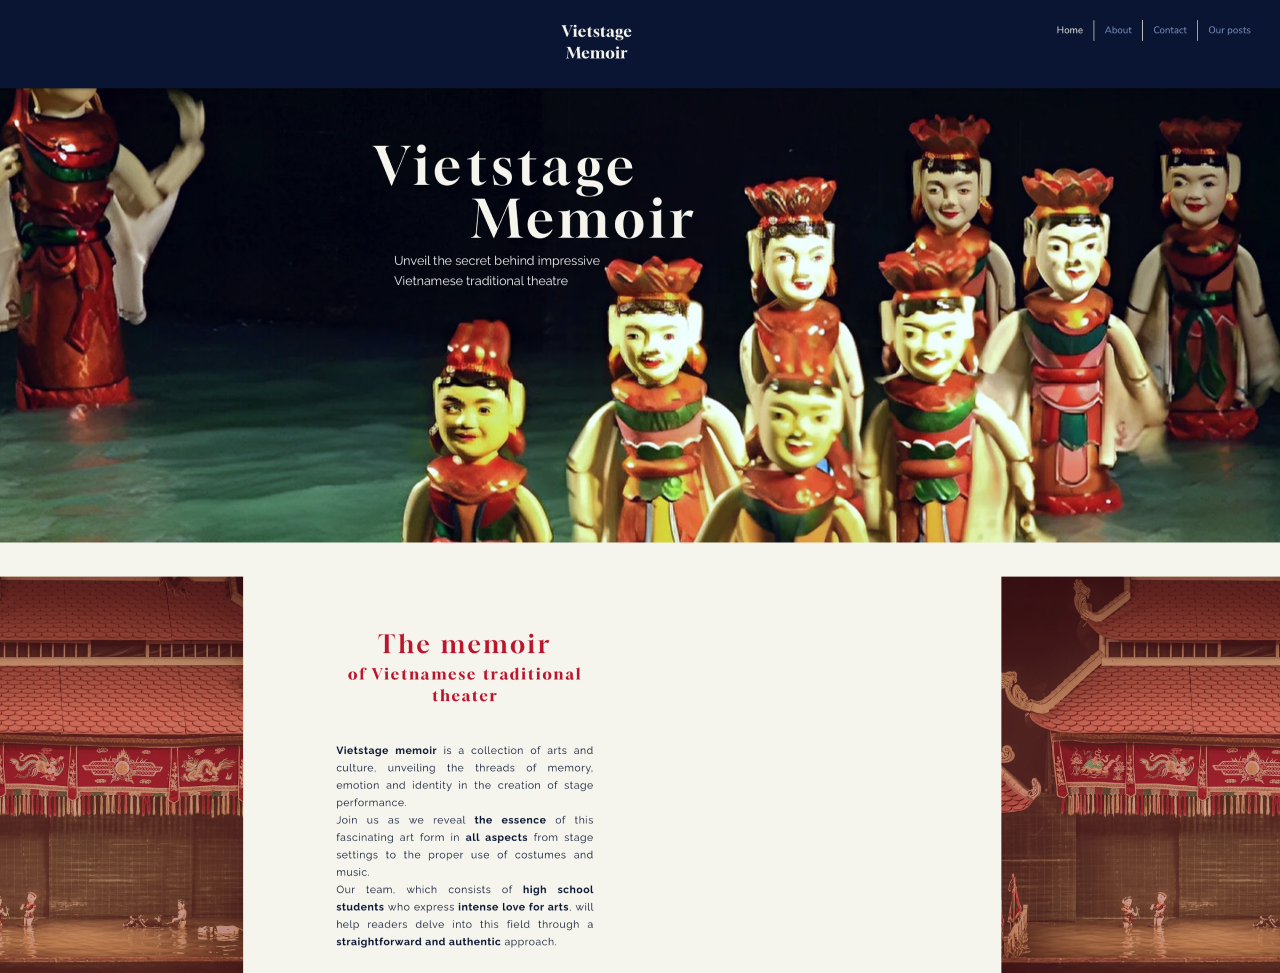 Vietstage
Memoir
Home
About
Contact
Our posts
Vietstage
Memoir
Unveil the secret behind impressive
Vietnamese traditional theatre
The memoir
of Vietnamese traditional
theater
Vietstage memoir is a collection of arts and
culture, unveiling the threads of memory,
emotion and identity in the creation of stage
performance.
Join us as we reveal the essence of this
fascinating art form in all aspects from stage
settings to the proper use of costumes and
music.
Our team, which consists of high school
students who express intense love for arts, will
help readers delve into this field through a
straightforward and authentic approach.